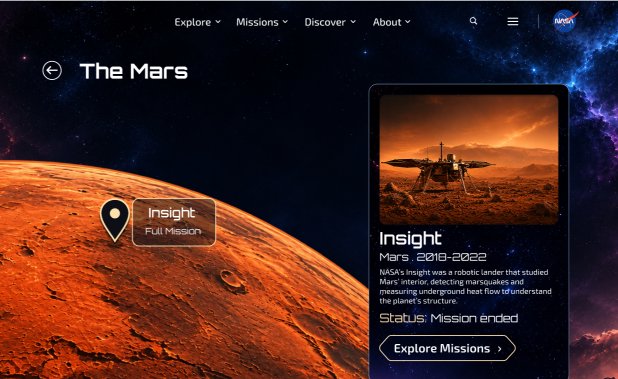 Explore Missions Discover About NASA
The Mars
Insight
Full Mission
Insight
Mars . 2018-2022
NASA's Insight was a robotic lander that studied
Mars' interior, detecting marsquakes and
measuring underground heat flow to understand
the planet's structure.
Status: Mission ended
Explore Missions